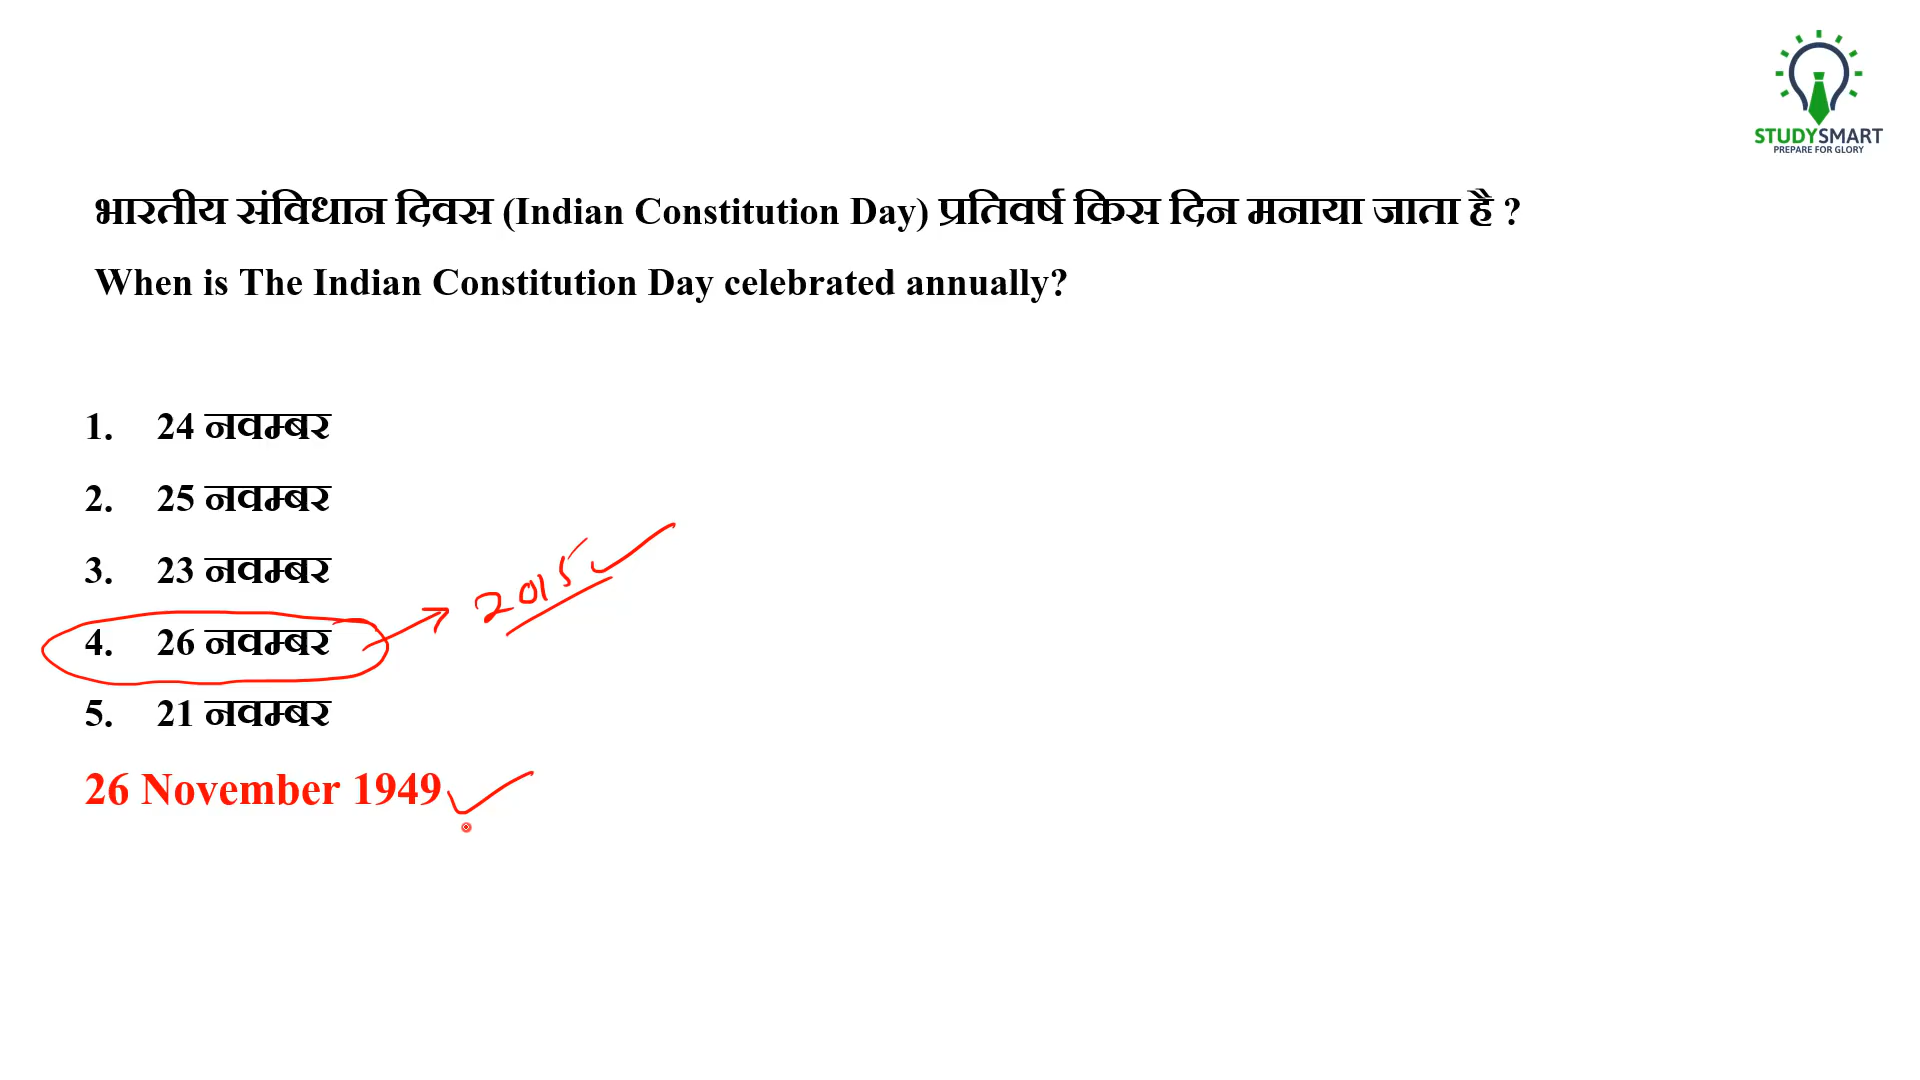 STUDYSMART
PREPARE FOR GLORY
भारतीय संविधान दिवस (Indian Constitution Day) प्रतिवर्ष किस दिन मनाया जाता है ?
When is The Indian Constitution Day celebrated annually?
1. 24 नवम्बर
2. 25 नवम्बर
3. 23 नवम्बर
4. 26 नवम्बर
2015
5. 21 नवम्बर
26 November 1949